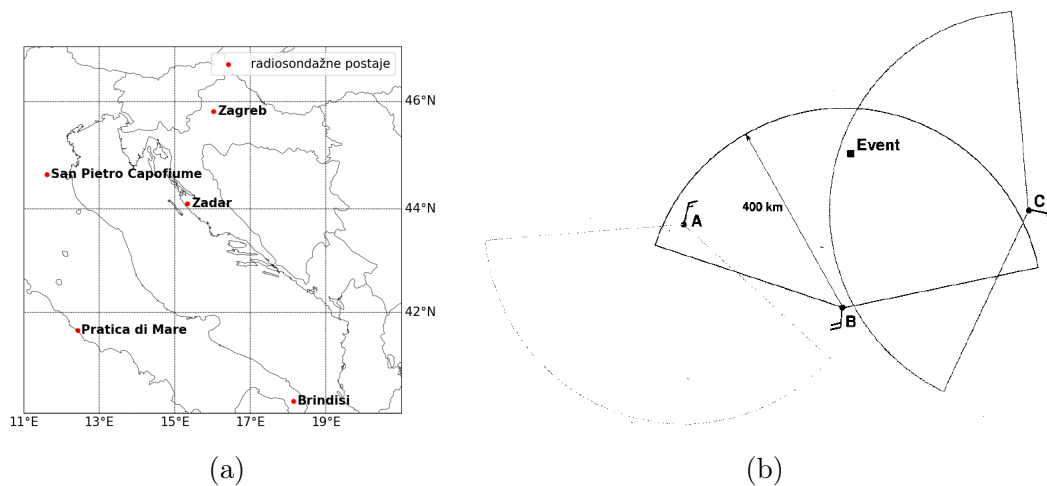 radiosondažne postaje
46°N
Zagreb
San Pietro Capofiume
Zadar
44°N
42°N
Pratica di Mare
Brindisi
11°E 13°E 15°E 17°E 19°E
(a)
Event
C
400 km
A
B
(b)